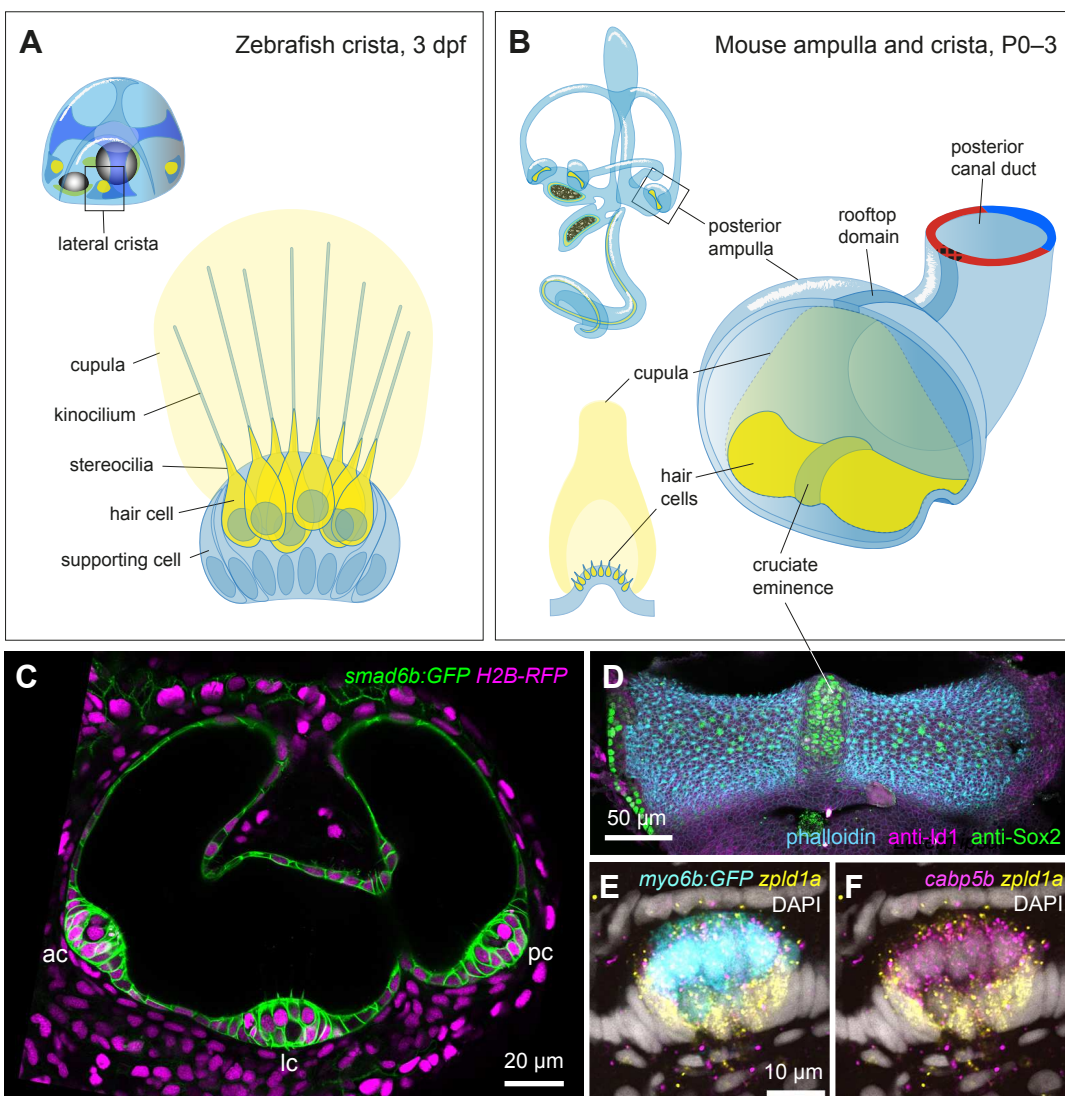 A
Zebrafish crista, 3 dpf
lateral crista
cupula
kinocilium
stereocilia
hair cell
supporting cell
B
Mouse ampulla and crista, P0–3
posterior
canal duct
rooftop
domain
posterior
ampulla
cupula
hair
cells
cruciate
eminence
C
smad6b:GFP H2B-RFP
ac
pc
lc
20 µm
D
50 µm
phalloidin anti-Id1 anti-Sox2
E
myo6b:GFP zpld1a
DAPI
10 µm
F
cabp5b zpld1a
DAPI